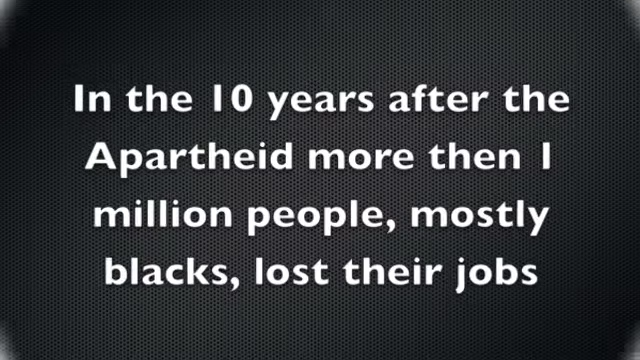 In the 10 years after the
Apartheid more then 1
million people, mostly
blacks, lost their jobs